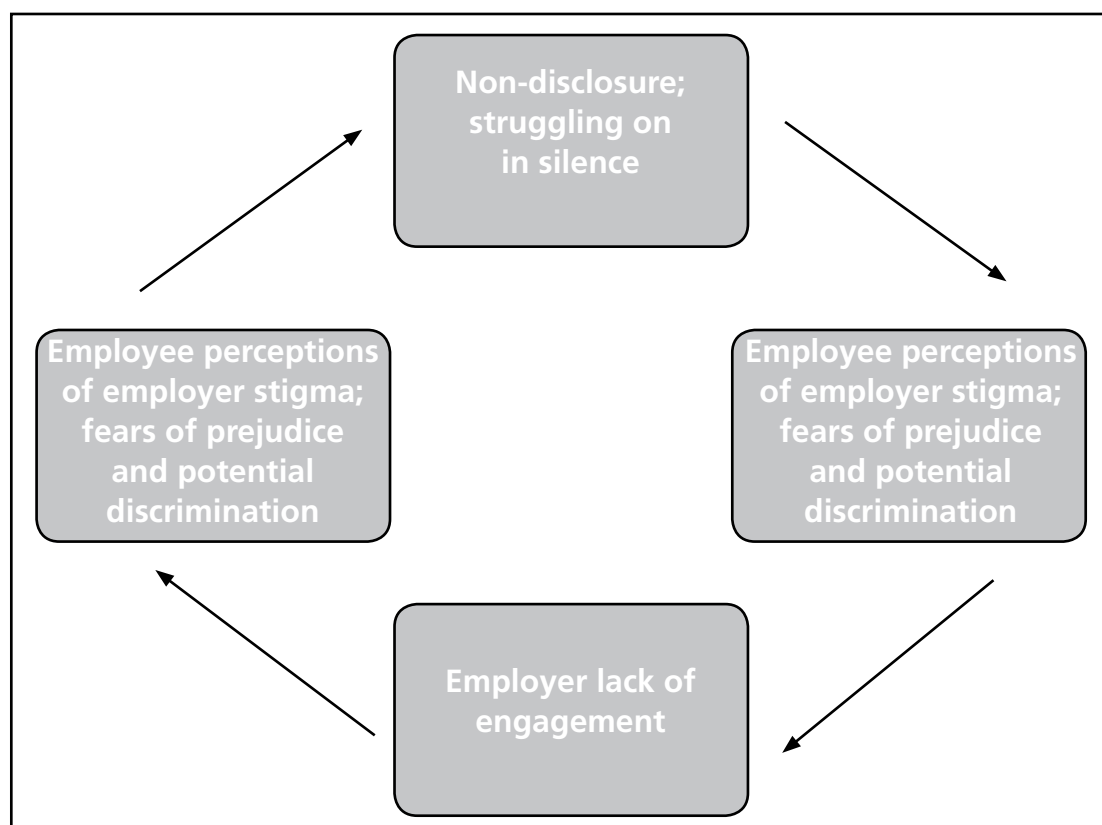 Non-disclosure;
struggling on
in silence
Employee perceptions
of employer stigma;
fears of prejudice
and potential
discrimination
Employee perceptions
of employer stigma;
fears of prejudice
and potential
discrimination
Employer lack of
engagement